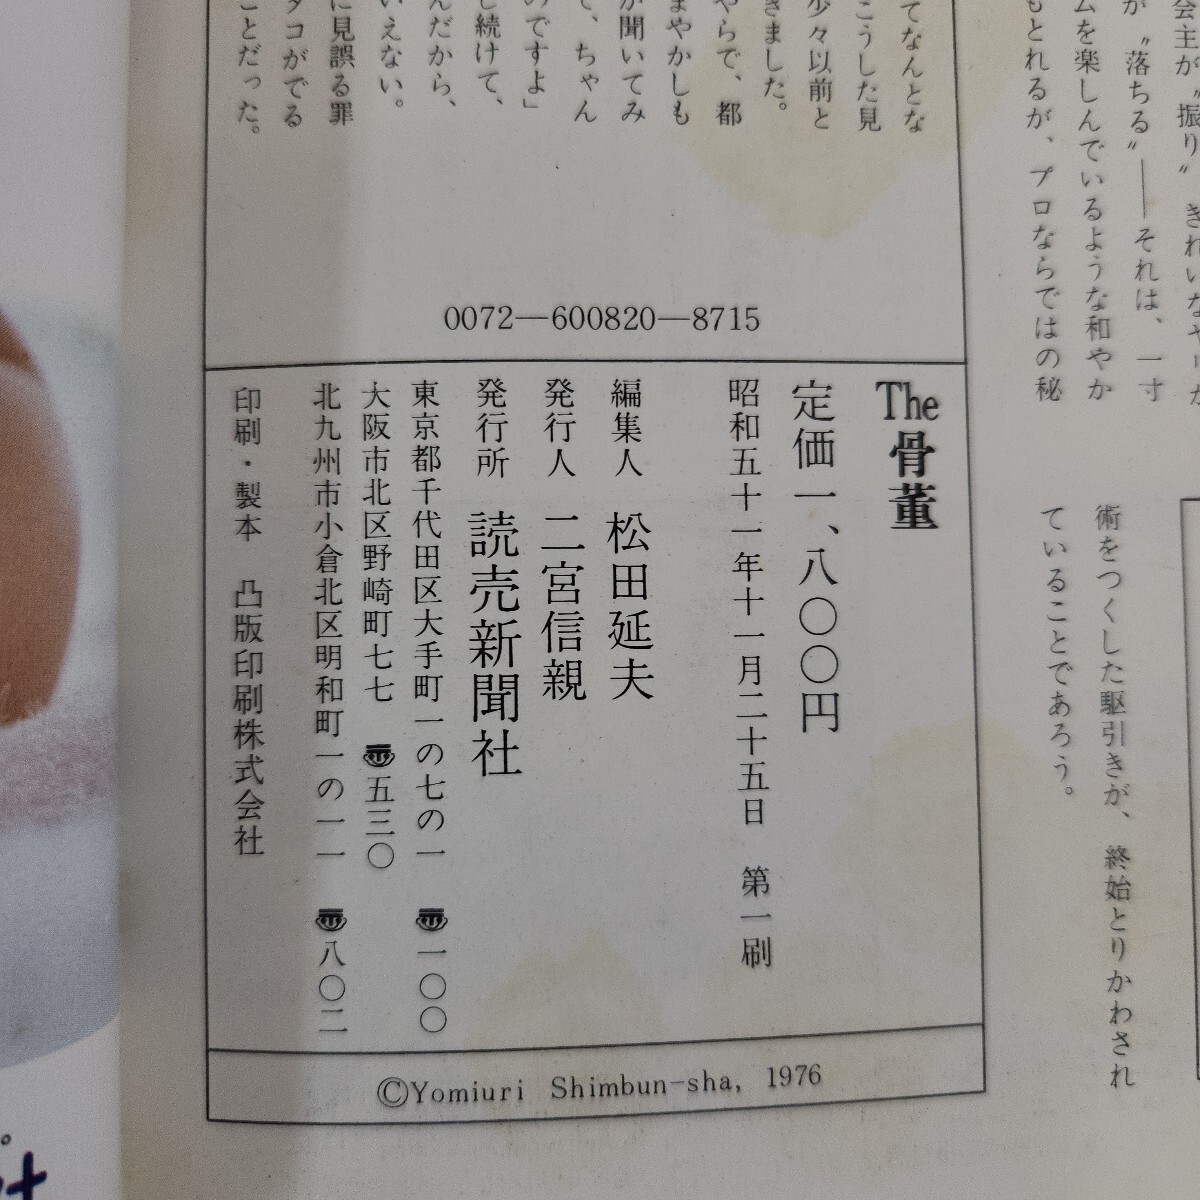 会主が〝振り〟きれいなヤ
が〝落ちる〟――それは、一寸
ムを楽しんでいるような和やか
もとれるが、プロならではの秘
術をつくした駆引きが、終始とりかわされ
ていることであろう。
てなんとな
こうした見
少々以前と
きました。
やらで、都
まやかしも
が聞いてみ
て、ちゃん
のですよ」
し続けて、
んだから、
いえない。
に見誤る罪
タコがでる
ことだった。
0072―600820―8715
The骨董
定価一、八〇〇円
昭和五十一年十一月二十五日 第一刷
編集人 松田延夫
発行人 二宮信親
発行所 読売新聞社
東京都千代田区大手町一の七の一 〠一〇〇
大阪市北区野崎町七七 〠五三〇
北九州市小倉北区明和町一の一一 〠八〇二
印刷・製本 凸版印刷株式会社
©Yomiuri Shimbun-sha, 1976